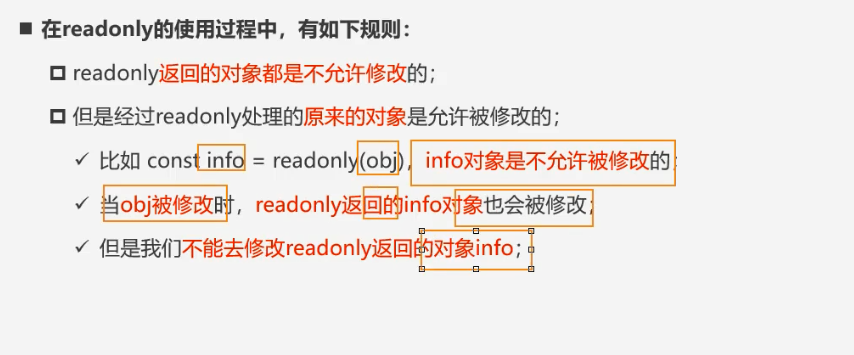 在readonly的使用过程中，有如下规则：
readonly返回的对象都是不允许修改的；
但是经过readonly处理的原来的对象是允许被修改的；
比如 const info = readonly(obj)，info对象是不允许被修改的；
当obj被修改时，readonly返回的info对象也会被修改；
但是我们不能去修改readonly返回的对象info；